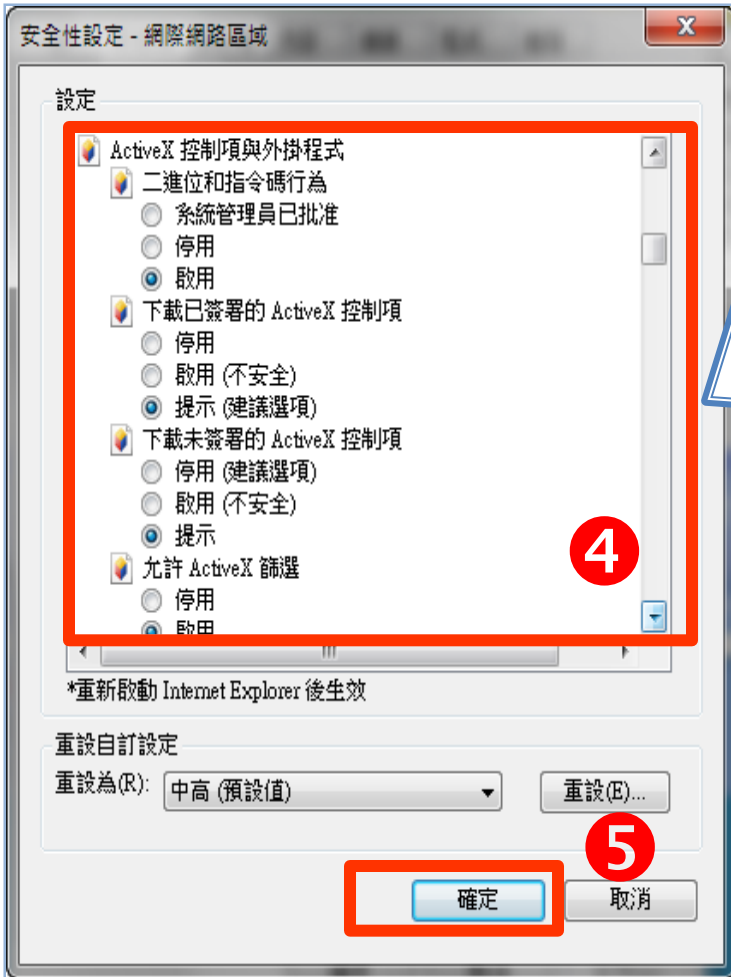 安全性設定 - 網際網路區域
設定
ActiveX 控制項與外掛程式
二進位和指令碼行為
系統管理員已批准
停用
啟用
下載已簽署的 ActiveX 控制項
停用
啟用 (不安全)
提示 (建議選項)
下載未簽署的 ActiveX 控制項
停用 (建議選項)
啟用 (不安全)
提示
4
允許 ActiveX 篩選
停用
啟用
*重新啟動 Internet Explorer 後生效
重設自訂設定
重設為(R): 中高 (預設值) 重設(E)...
5
確定 取消